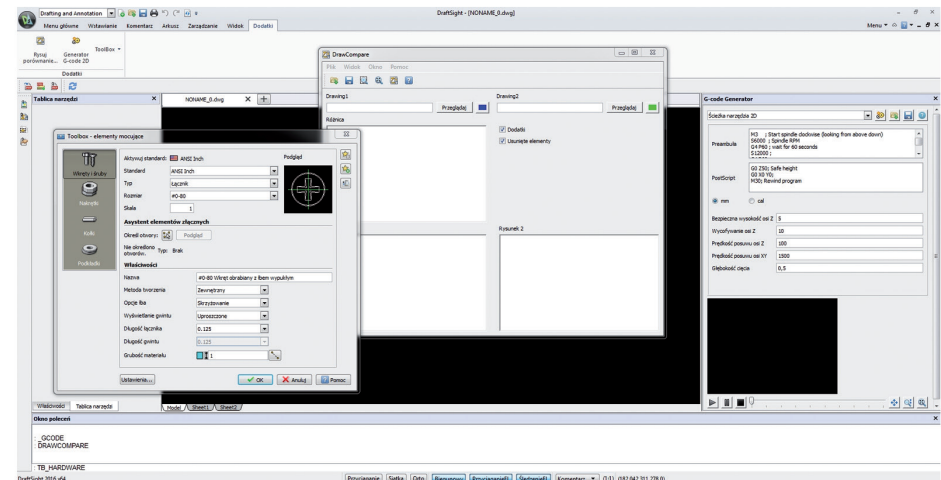 Drafting and Annotation
DraftSight - [NONAME_0.dwg]
Menu główne Wstawianie Komentarz Arkusz Zarządzanie Widok Dodatki
Menu
Rysuj porównanie...
Generator G-code 2D
ToolBox
Dodatki
Tablica narzędzi
NONAME_0.dwg
DrawCompare
Plik Widok Okno Pomoc
Drawing1
Przeglądaj
Drawing2
Przeglądaj
Różnica
Dodatki
Usunięte elementy
Rysunek 2
Toolbox - elementy mocujące
Wkręty i śruby
Nakrętki
Kołki
Podkładki
Aktywuj standard: ANSI Inch
Podgląd
Standard ANSI Inch
Typ Łącznik
Rozmiar #0-80
Skala 1
Asystent elementów złącznych
Określ otwory: Podgląd
Nie określono otworów. Typ: Brak
Właściwości
Nazwa #0-80 Wkręt obrabiany z łbem wypukłym
Metoda tworzenia Zewnętrzny
Opcje łba Skrzyżowanie
Wyświetlanie gwintu Uproszczone
Długość łącznika 0.125
Długość gwintu 0.125
Grubość materiału 1
Ustawienia... OK Anuluj Pomoc
G-code Generator
Ścieżka narzędzia 2D
Preambuła
M3 ; Start spindle clockwise (looking from above down)
S6000 ; Spindle RPM
G4 P60 ; wait for 60 seconds
S12000 ;
PostScript
G0 Z50; Safe height
G0 X0 Y0;
M30; Rewind program
mm cal
Bezpieczna wysokość osi Z 5
Wycofywanie osi Z 10
Prędkość posuwu osi Z 100
Prędkość posuwu osi XY 1500
Głębokość cięcia 0,5
Właściwości Tablica narzędzi
Model Sheet1 Sheet2
Okno poleceń
: _GCODE
: DRAWCOMPARE
: TB_HARDWARE
DraftSight 2016 x64
Przyciąganie Siatka Orto Biegunowy PrzyciąganieEl ŚledzenieEl Komentarz (1:1)